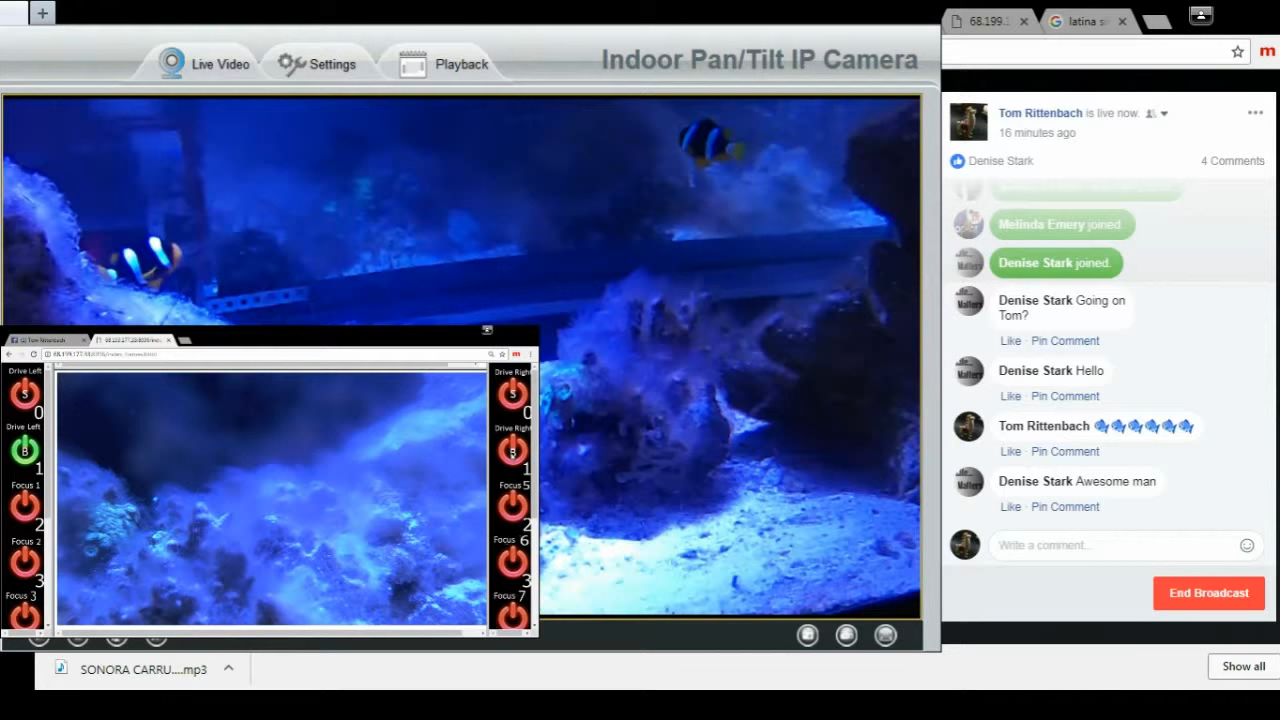 +
68.199.1
latina si
Live Video
Settings
Playback
Indoor Pan/Tilt IP Camera
m
Tom Rittenbach is live now.
16 minutes ago
Denise Stark
4 Comments
Melinda Emery joined.
Denise Stark joined.
Denise Stark Going on
Tom?
Like · Pin Comment
Denise Stark Hello
Like · Pin Comment
Tom Rittenbach 🐟🐟🐟🐟🐟🐟
Like · Pin Comment
Denise Stark Awesome man
Like · Pin Comment
Write a comment...
End Broadcast
Tom Rittenbach
m
Drive Left
S
0
Drive Left
B
1
Focus 1
2
Focus 2
3
Focus 3
Drive Right
S
0
Drive Right
B
1
Focus 5
2
Focus 6
3
Focus 7
SONORA CARRU....mp3
Show all